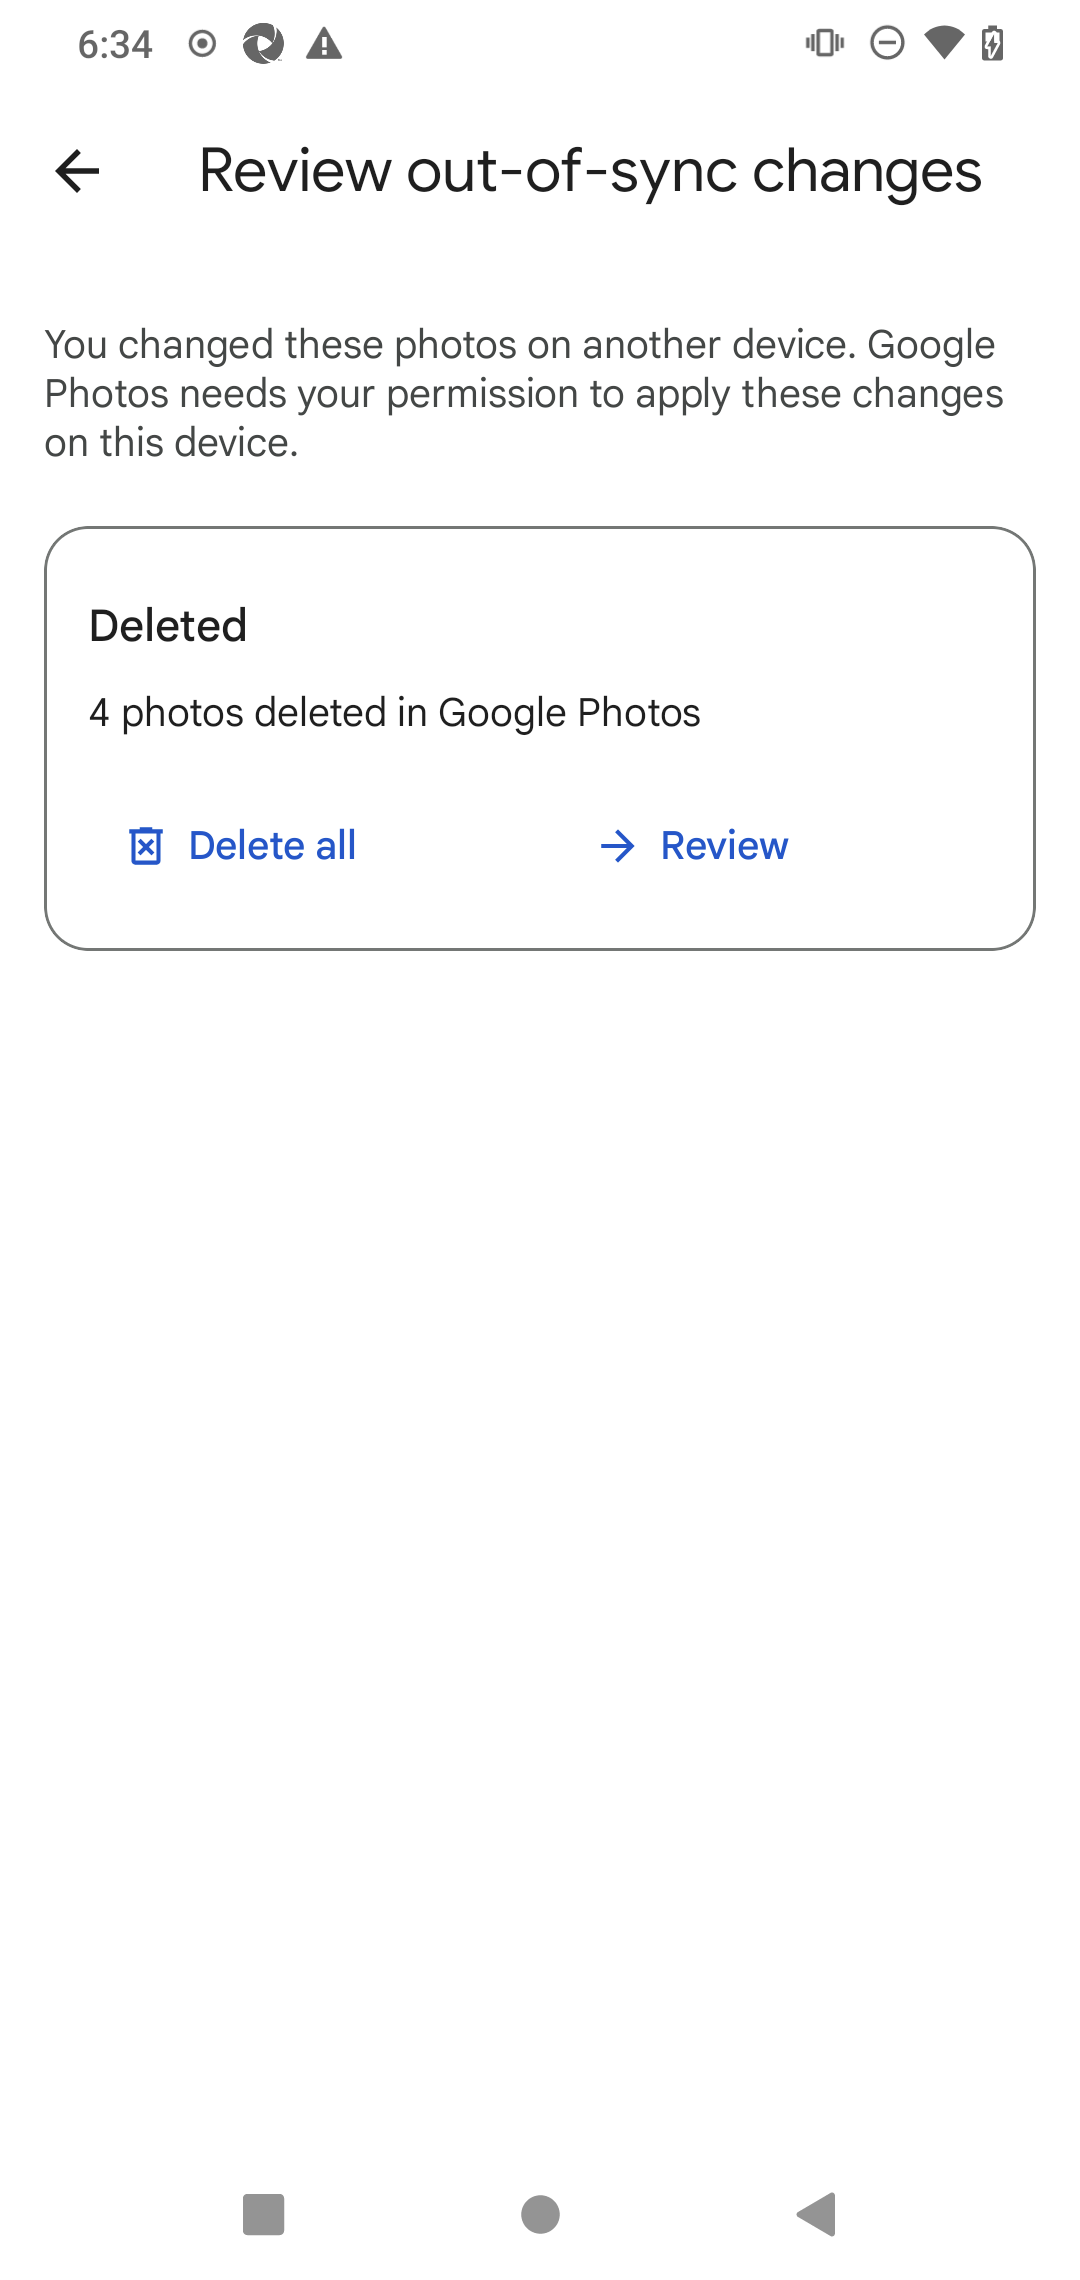 6:34
Review out-of-sync changes
You changed these photos on another device. Google
Photos needs your permission to apply these changes
on this device.
Deleted
4 photos deleted in Google Photos
Delete all
Review